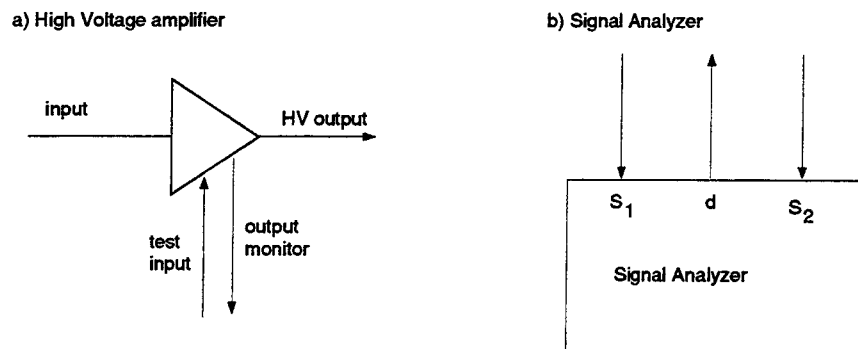 a) High Voltage amplifier
input
HV output
test
input
output
monitor
b) Signal Analyzer
S1
d
S2
Signal Analyzer